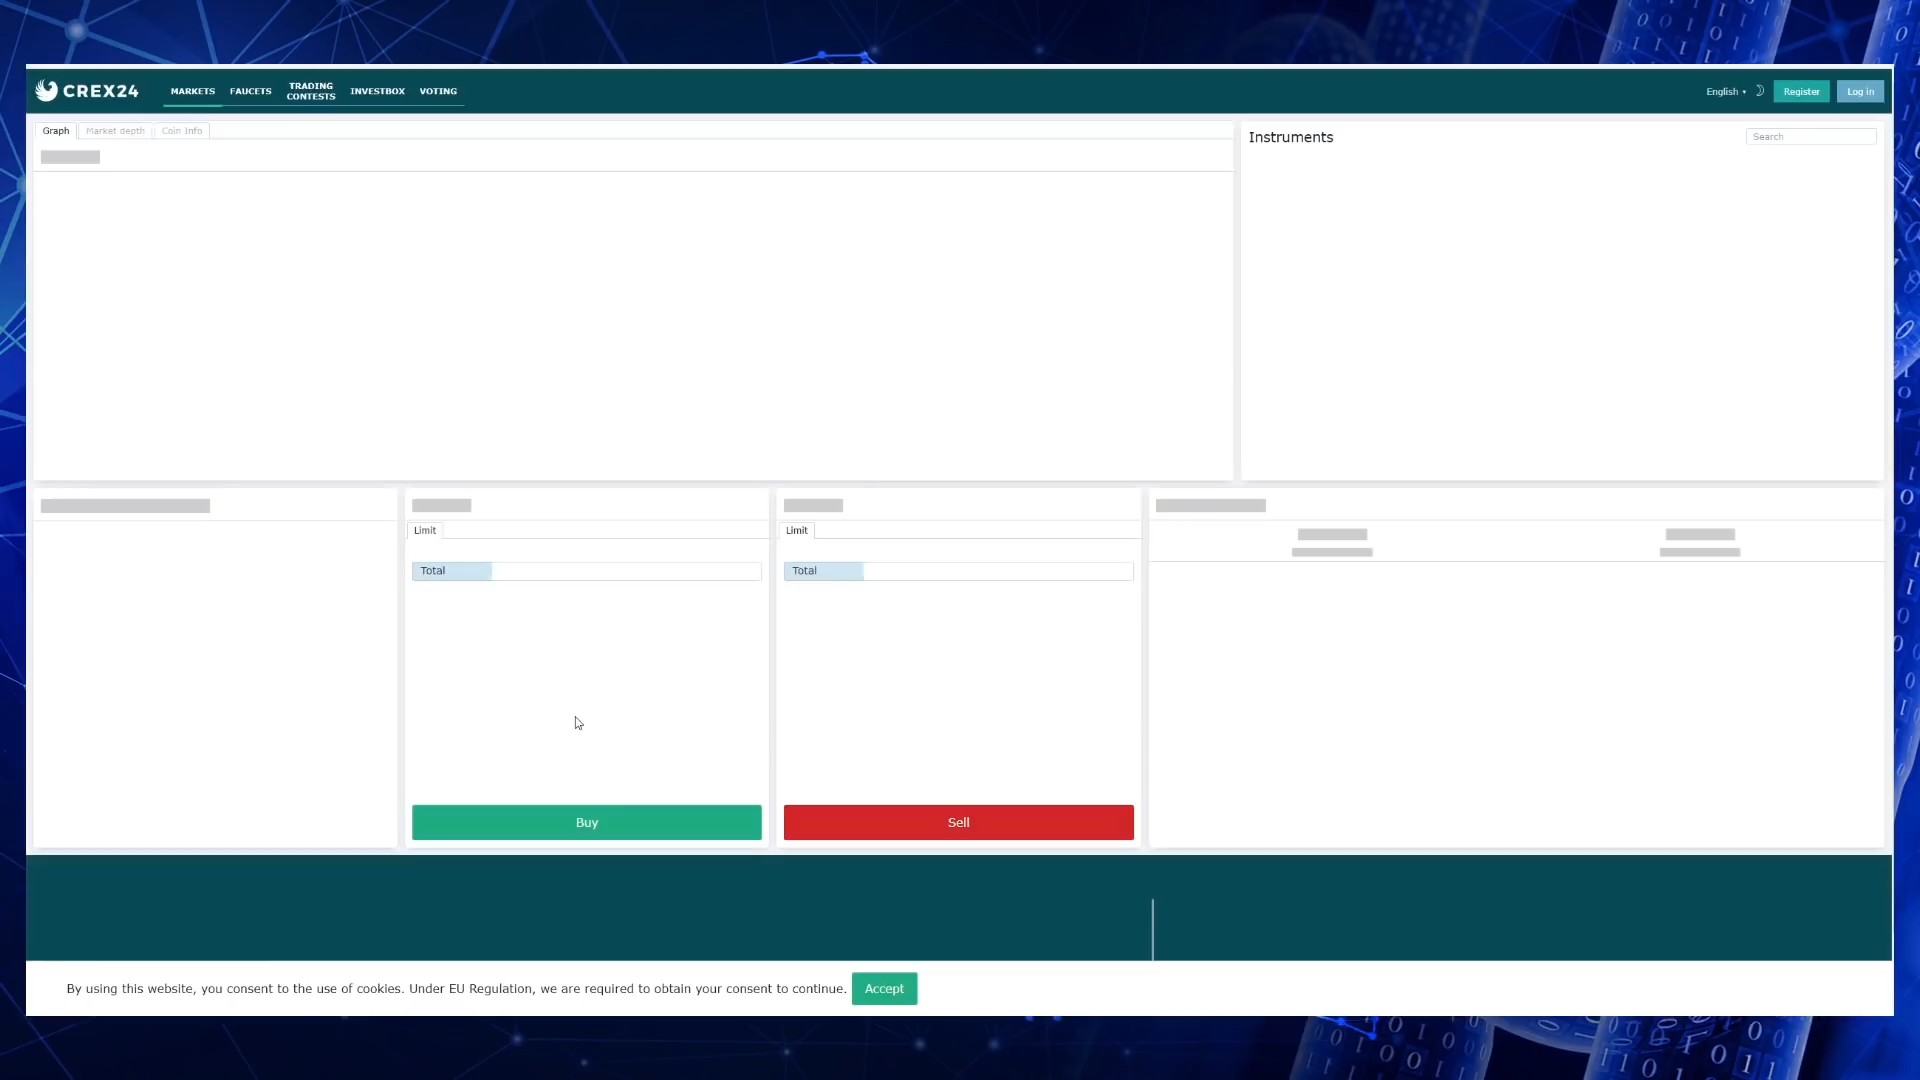 CREX24
MARKETS
FAUCETS
TRADING
CONTESTS
INVESTBOX
VOTING
English
Register
Log in
Graph
Market depth
Coin Info
Instruments
Search
Limit
Total
Buy
Limit
Total
Sell
By using this website, you consent to the use of cookies. Under EU Regulation, we are required to obtain your consent to continue.
Accept